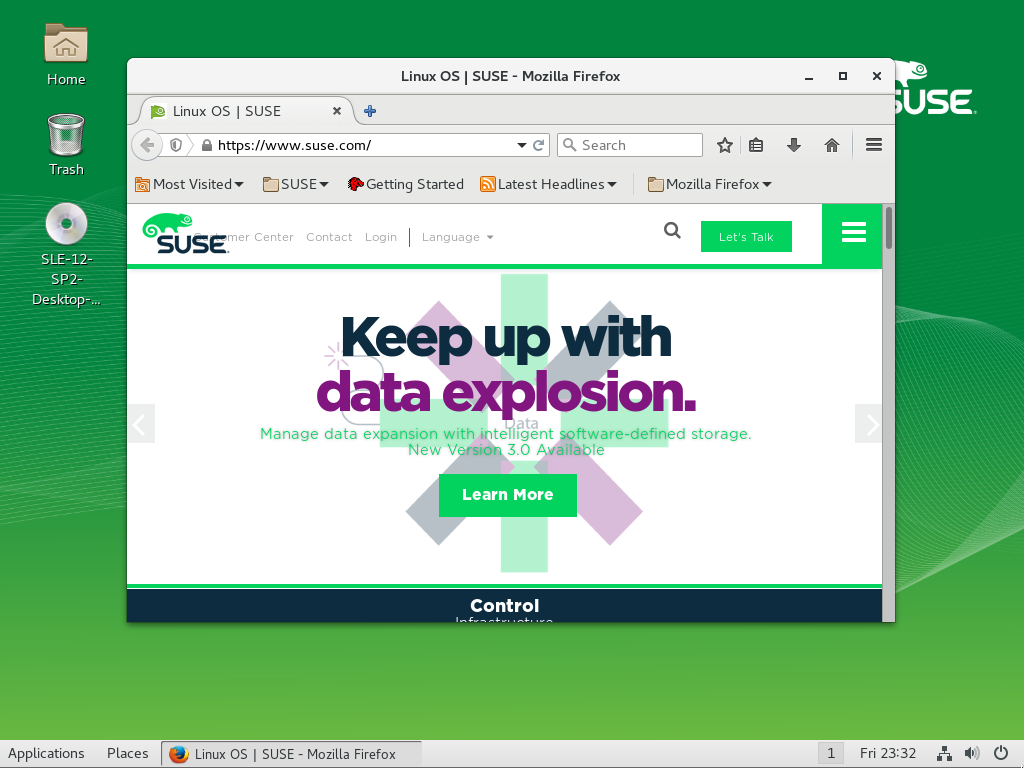 Home
Trash
SLE-12-
SP2-
Desktop-...
SUSE
Linux OS | SUSE - Mozilla Firefox
Linux OS | SUSE
https://www.suse.com/
Search
Most Visited
SUSE
Getting Started
Latest Headlines
Mozilla Firefox
SUSE
Customer Center
Contact
Login
Language
Let's Talk
Keep up with
data explosion.
Data
Manage data expansion with intelligent software-defined storage.
New Version 3.0 Available
Learn More
Control
Infrastructure
Applications
Places
Linux OS | SUSE - Mozilla Firefox
1
Fri 23:32